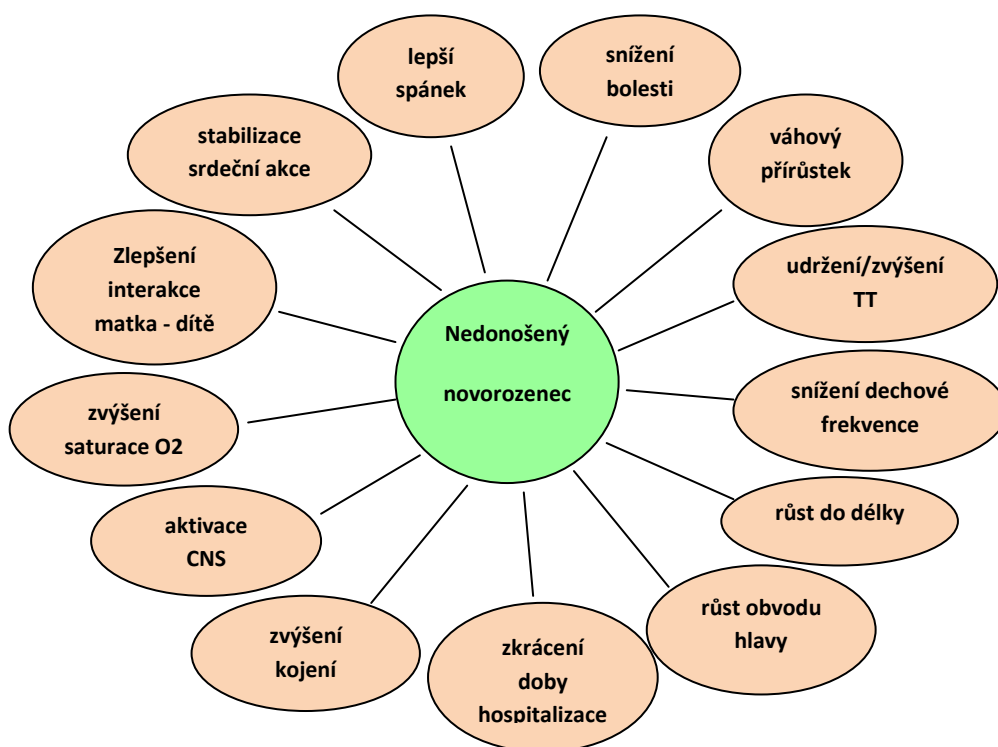 lepší
spánek
snížení
bolesti
stabilizace
srdeční akce
váhový
přírůstek
Zlepšení
interakce
matka - dítě
udržení/zvýšení
TT
Nedonošený
novorozenec
zvýšení
saturace O2
snížení dechové
frekvence
aktivace
CNS
růst do délky
zvýšení
kojení
zkrácení
doby
hospitalizace
růst obvodu
hlavy